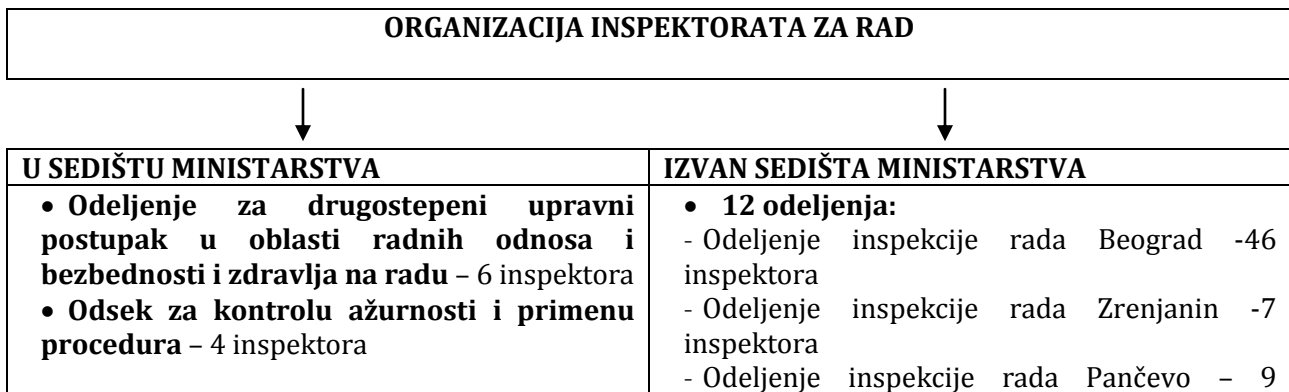 ORGANIZACIJA INSPEKTORATA ZA RAD
U SEDIŠTU MINISTARSTVA
• Odeljenje za drugostepeni upravni
postupak u oblasti radnih odnosa i
bezbednosti i zdravlja na radu – 6 inspektora
• Odsek za kontrolu ažurnosti i primenu
procedura – 4 inspektora
IZVAN SEDIŠTA MINISTARSTVA
• 12 odeljenja:
- Odeljenje inspekcije rada Beograd -46
inspektora
- Odeljenje inspekcije rada Zrenjanin -7
inspektora
- Odeljenje inspekcije rada Pančevo – 9